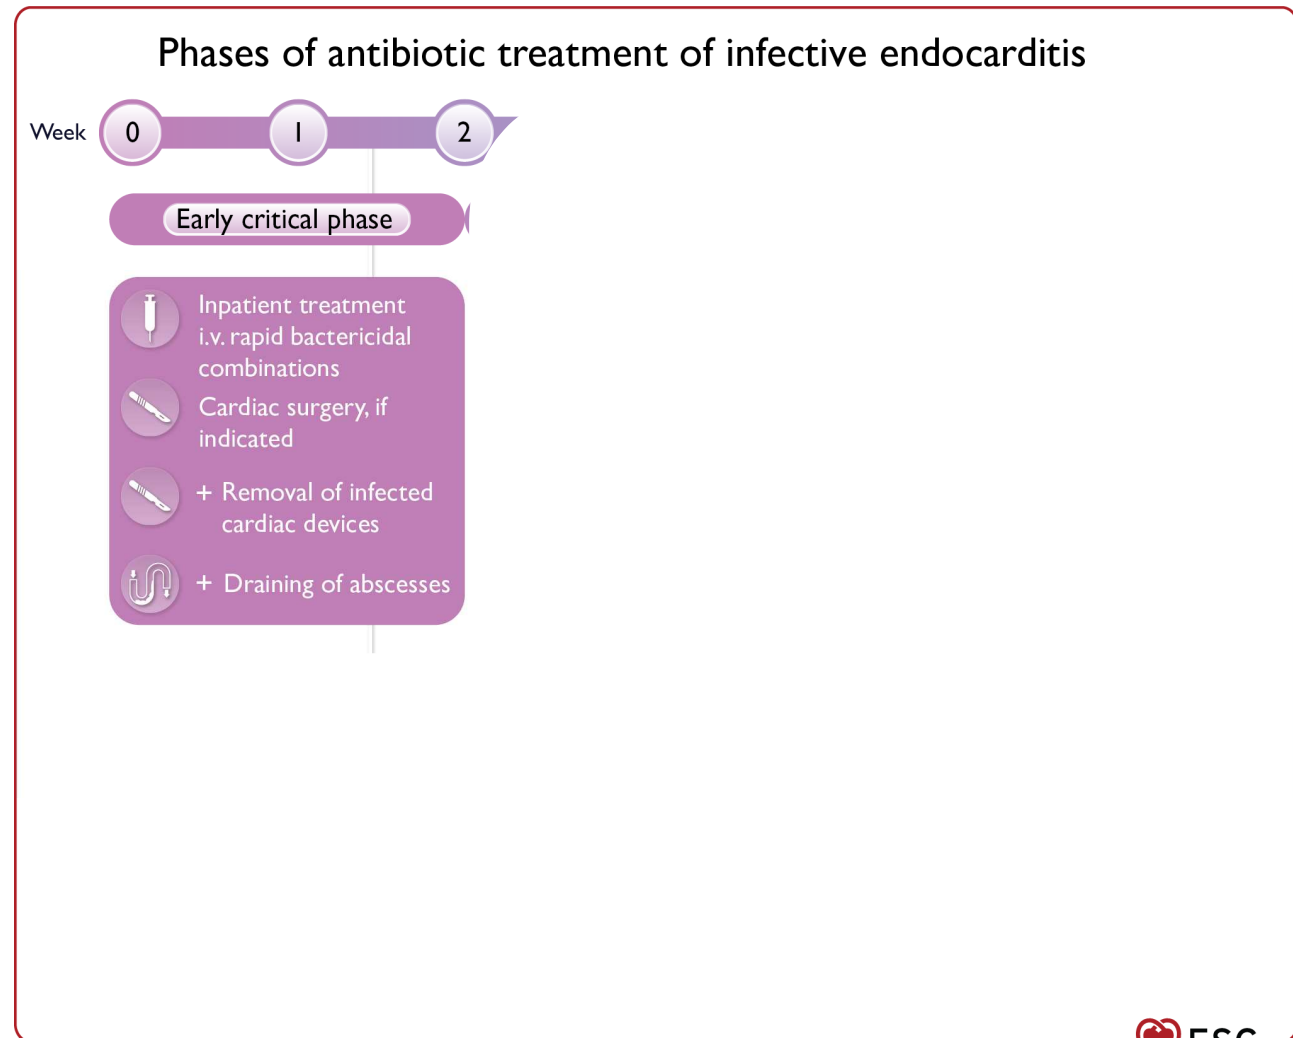 Phases of antibiotic treatment of infective endocarditis
Week 0 1 2
Early critical phase
Inpatient treatment
i.v. rapid bactericidal
combinations
Cardiac surgery, if
indicated
+ Removal of infected
cardiac devices
+ Draining of abscesses
ESC